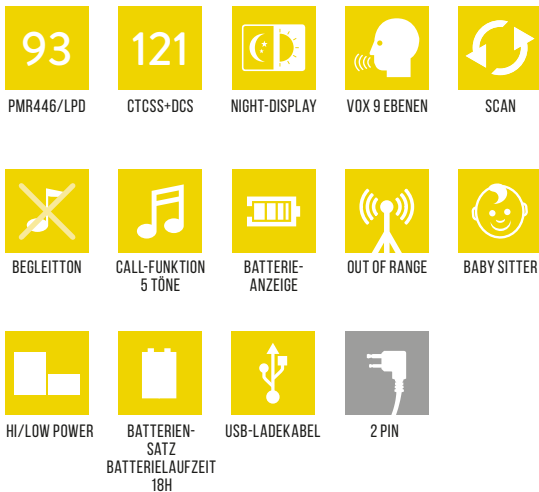 93
121
PMR446/LPD
CTCSS+DCS
NIGHT-DISPLAY
VOX 9 EBENEN
SCAN
BEGLEITTON
CALL-FUNKTION
5 TÖNE
BATTERIE-
ANZEIGE
OUT OF RANGE
BABY SITTER
HI/LOW POWER
BATTERIEN-
SATZ
BATTERIELAUFZEIT
18H
USB-LADEKABEL
2 PIN